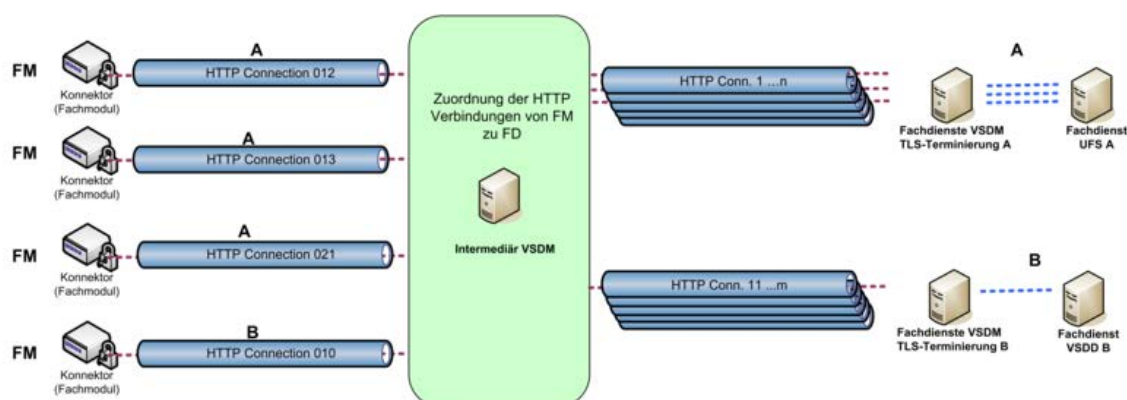 FM
Konnektor
(Fachmodul)
A
HTTP Connection 012
FM
Konnektor
(Fachmodul)
A
HTTP Connection 013
FM
Konnektor
(Fachmodul)
A
HTTP Connection 021
FM
Konnektor
(Fachmodul)
B
HTTP Connection 010
Zuordnung der HTTP
Verbindungen von FM
zu FD
Intermediär VSDM
HTTP Conn. 1 ...n
A
Fachdienste VSDM
TLS-Terminierung A
Fachdienst
UFS A
HTTP Conn. 11 ...m
B
Fachdienste VSDM
TLS-Terminierung B
Fachdienst
VSDD B